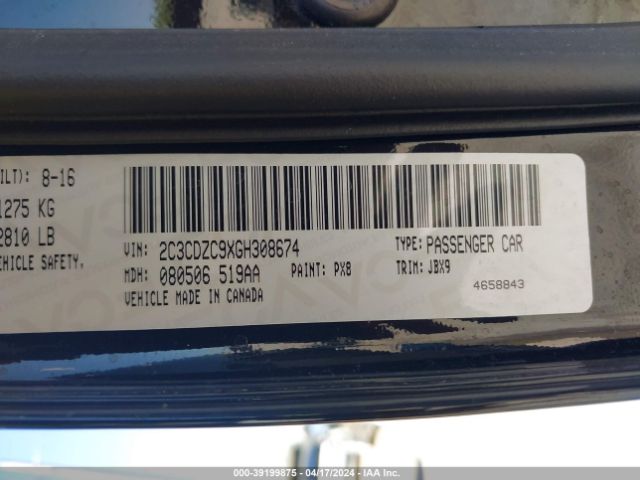 ILT): 8-16
1275 KG
2810 LB
EHICLE SAFETY.
VIN: 2C3CDZC9XGH308674
TYPE: PASSENGER CAR
MDH: 080506 519AA
PAINT: PX8
TRIM: JBX9
VEHICLE MADE IN CANADA
4658843
000-39199875 - 04/17/2024 - IAA Inc.